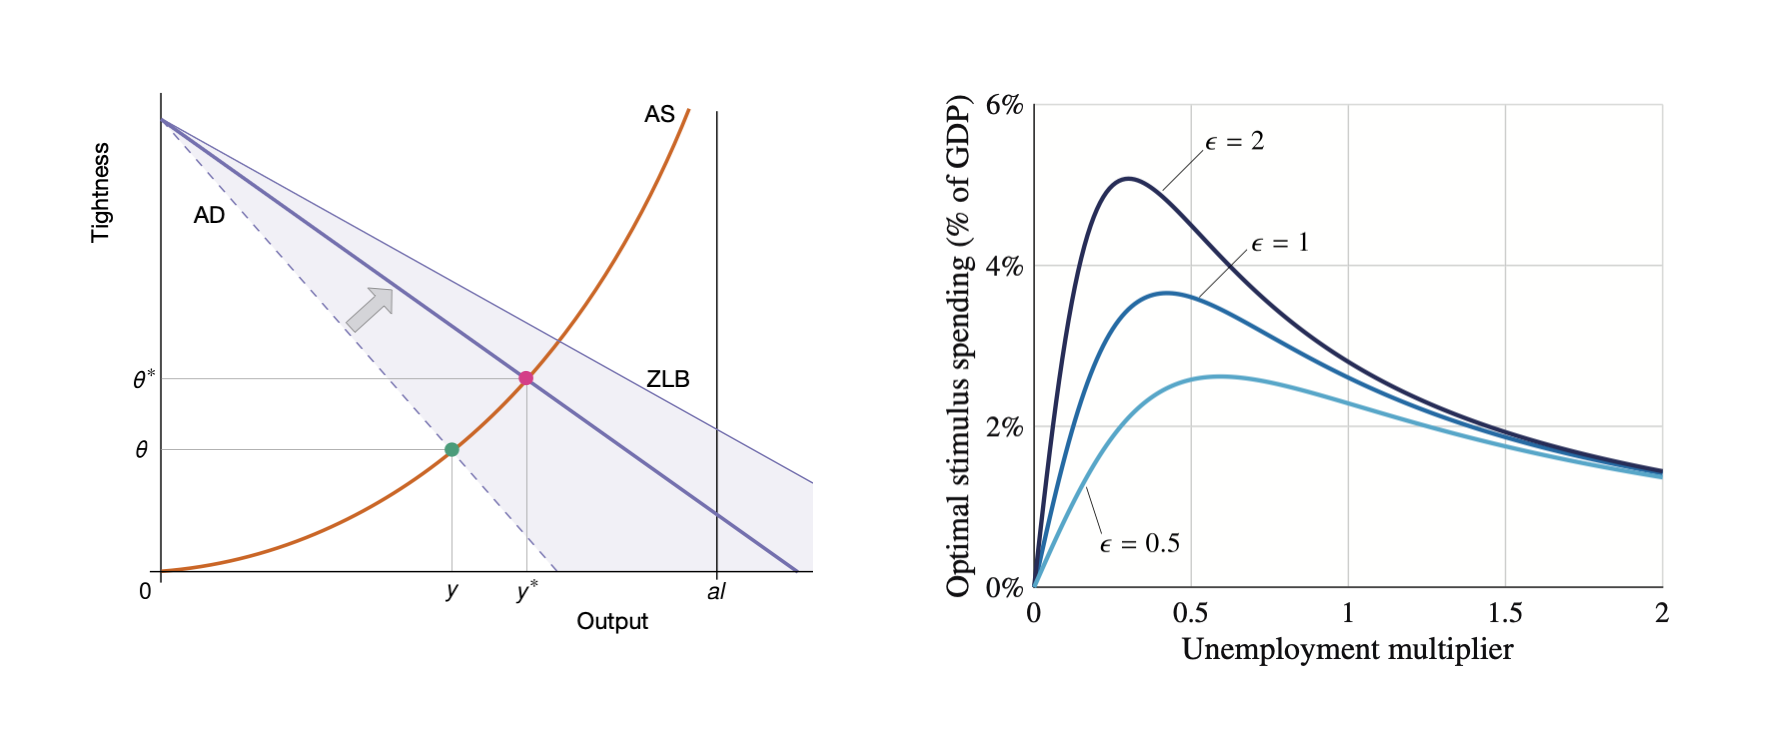 Tightness
AS
AD
ZLB
θ*
θ
0
y
y*
al
Output
Optimal stimulus spending (% of GDP)
6%
4%
2%
0%
ϵ = 2
ϵ = 1
ϵ = 0.5
0
0.5
1
1.5
2
Unemployment multiplier